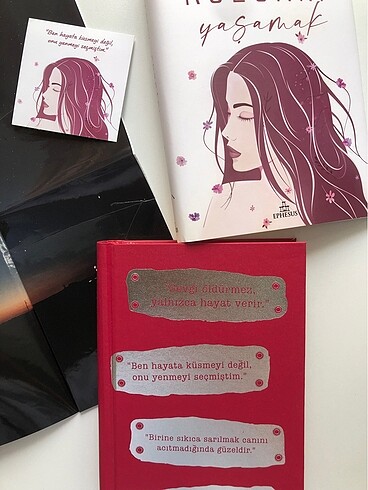 "Ben hayata küsmeyi değil,
onu yenmeyi seçmiştim."
yaşamak
EPHESUS
"Sevgi öldürmez,
yalnızca hayat verir."
"Ben hayata küsmeyi değil,
onu yenmeyi seçmiştim."
"Birine sıkıca sarılmak canını
acıtmadığında güzeldir."